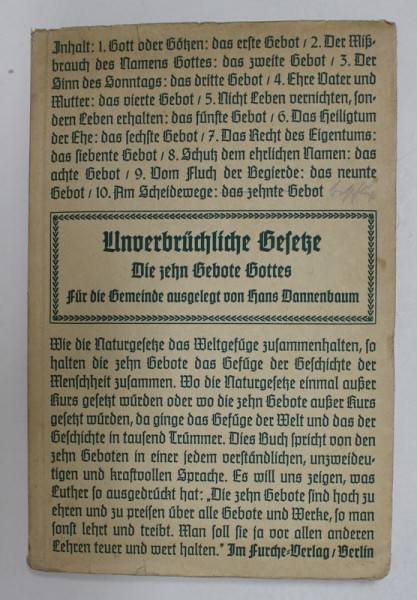 Inhalt: 1. Gott oder Götzen: das erste Gebot / 2. Der Miß-
brauch des Namens Gottes: das zweite Gebot / 3. Der
Sinn des Sonntags: das dritte Gebot / 4. Ehre Vater und
Mutter: das vierte Gebot / 5. Nicht Leben vernichten, son-
dern Leben erhalten: das fünfte Gebot / 6. Das Heiligtum
der Ehe: das sechste Gebot / 7. Das Recht des Eigentums:
das siebente Gebot / 8. Schutz dem ehrlichen Namen: das
achte Gebot / 9. Vom Fluch der Begierde: das neunte
Gebot / 10. Am Scheidewege: das zehnte Gebot
Unverbrüchliche Gesetze
Die zehn Gebote Gottes
Für die Gemeinde ausgelegt von Hans Dannenbaum
Wie die Naturgesetze das Weltgefüge zusammenhalten, so
halten die zehn Gebote das Gefüge der Geschichte der
Menschheit zusammen. Wo die Naturgesetze einmal außer
Kurs gesetzt würden oder wo die zehn Gebote außer Kurs
gesetzt würden, da ginge das Gefüge der Welt und das der
Geschichte in tausend Trümmer. Dies Buch spricht von den
zehn Geboten in einer jedem verständlichen, unzweideu-
tigen und kraftvollen Sprache. Es will uns zeigen, was
Luther so ausgedrückt hat: „Die zehn Gebote sind hoch zu
ehren und zu preisen über alle Gebote und Werke, so man
sonst lehrt und treibt. Man soll sie ja vor allen anderen
Lehren teuer und wert halten." Im Furche-Verlag / Berlin